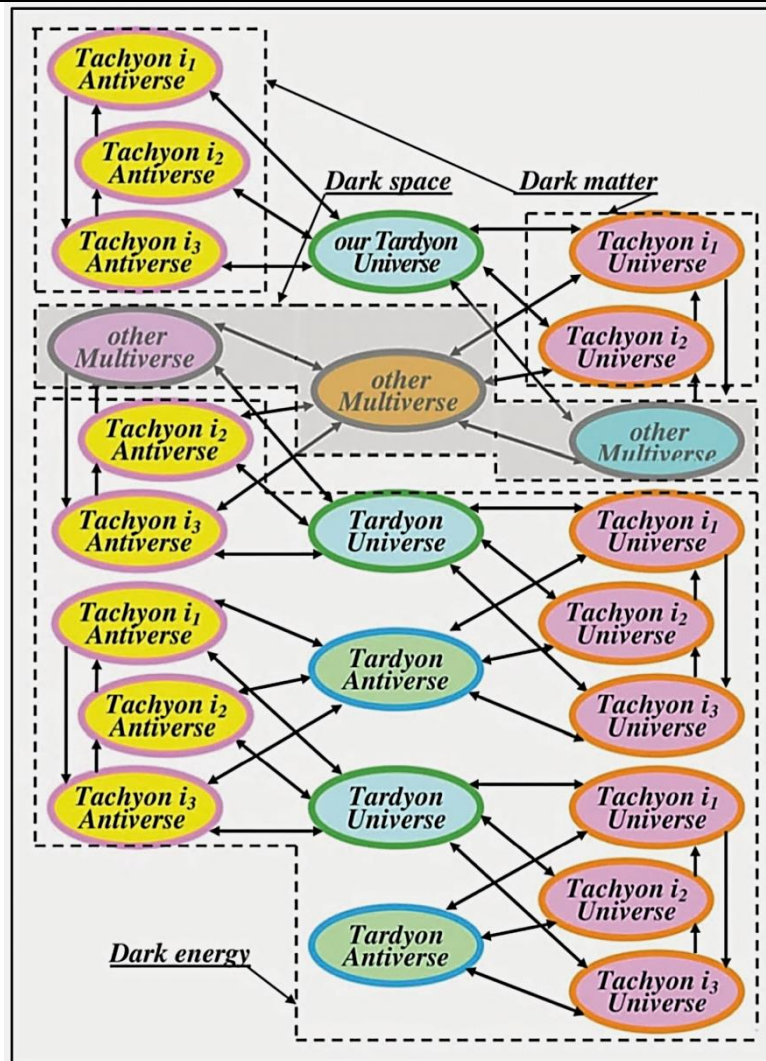 Tachyon i₁
Antiverse
Tachyon i₂
Antiverse
Dark space
Dark matter
Tachyon i₃
Antiverse
our Tardyon
Universe
Tachyon i₁
Universe
other
Multiverse
Tachyon i₂
Universe
other
Multiverse
other
Multiverse
Tachyon i₂
Antiverse
Tachyon i₃
Antiverse
Tardyon
Universe
Tachyon i₁
Universe
Tachyon i₁
Antiverse
Tachyon i₂
Universe
Tardyon
Antiverse
Tachyon i₂
Antiverse
Tachyon i₃
Universe
Tachyon i₃
Antiverse
Tardyon
Universe
Tachyon i₁
Universe
Tachyon i₂
Universe
Tardyon
Antiverse
Dark energy
Tachyon i₃
Universe